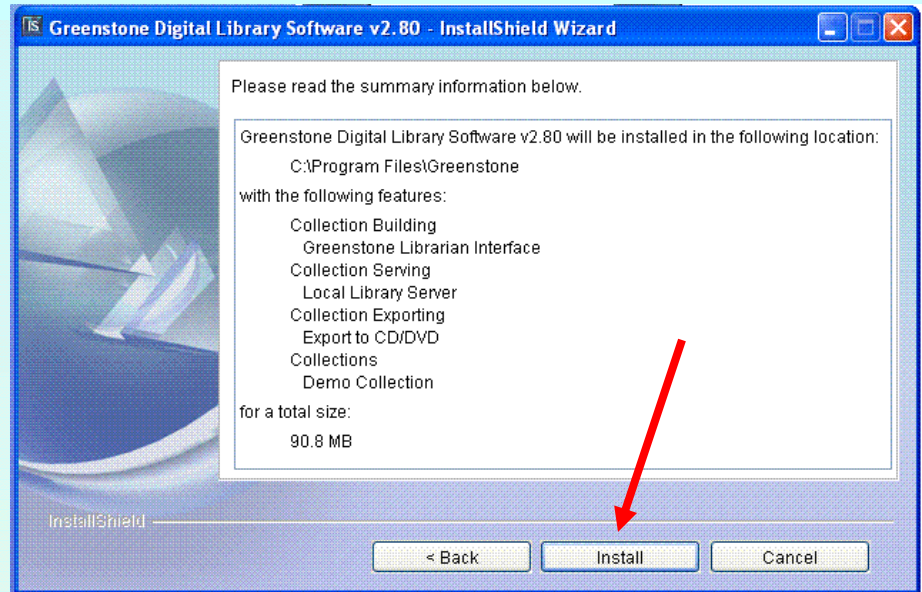 Greenstone Digital Library Software v2.80 - InstallShield Wizard
Please read the summary information below.
Greenstone Digital Library Software v2.80 will be installed in the following location:
C:\Program Files\Greenstone
with the following features:
Collection Building
Greenstone Librarian Interface
Collection Serving
Local Library Server
Collection Exporting
Export to CD/DVD
Collections
Demo Collection
for a total size:
90.8 MB
InstallShield
< Back Install Cancel